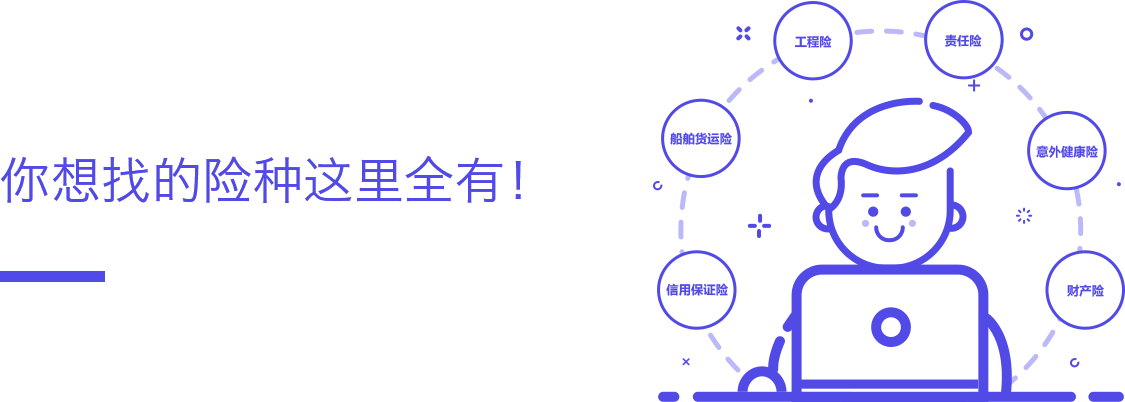 工程险
责任险
船舶货运险
意外健康险
你想找的险种这里全有！
信用保证险
财产险